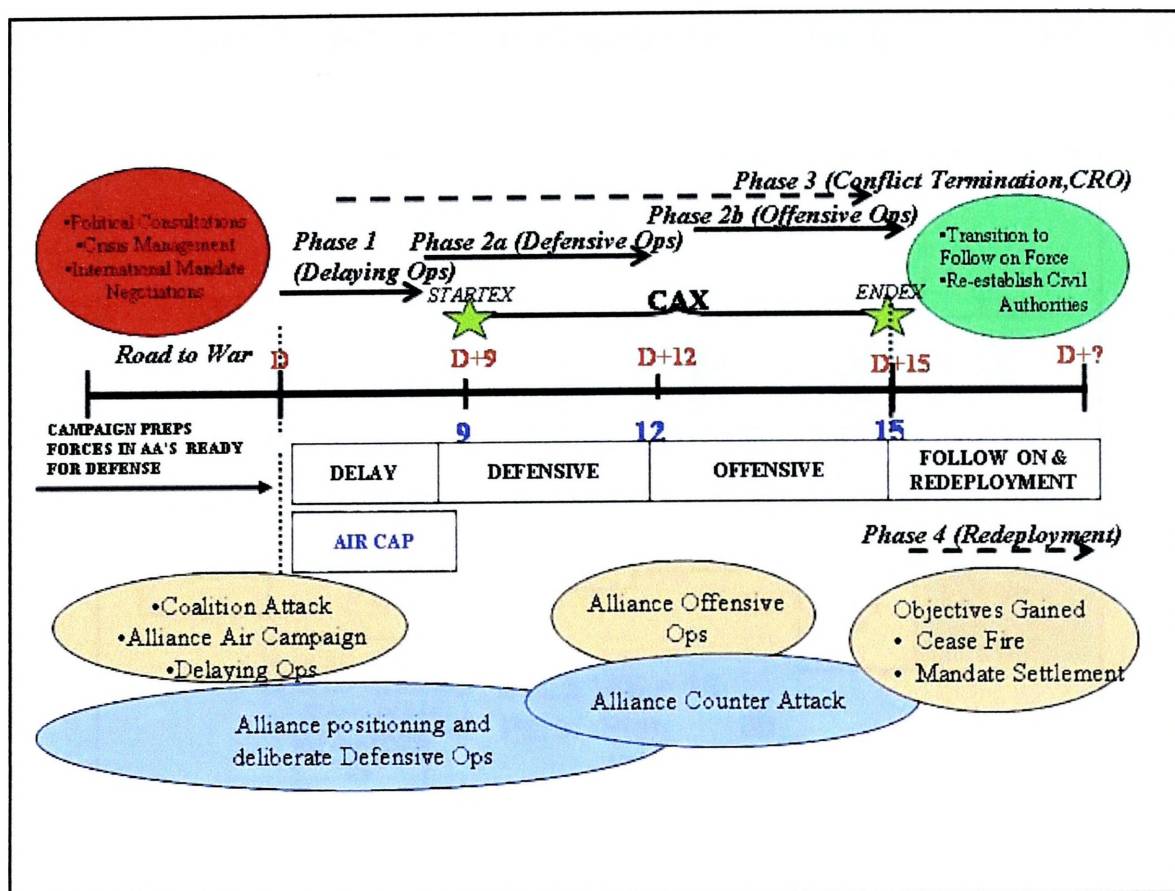 •Political Consultations
•Crisis Management
•International Mandate
Negotiations
Phase 3 (Conflict Termination,CRO)
Phase 2b (Offensive Ops)
Phase 1
(Delaying Ops)
Phase 2a (Defensive Ops)
•Transition to
Follow on Force
•Re-establish Civil
Authorities
STARTEX
CAX
ENDEX
Road to War
D
D+9
D+12
D+15
D+?
CAMPAIGN PREPS
FORCES IN AA'S READY
FOR DEFENSE
9
12
15
DELAY
DEFENSIVE
OFFENSIVE
FOLLOW ON &
REDEPLOYMENT
AIR CAP
Phase 4 (Redeployment)
•Coalition Attack
•Alliance Air Campaign
•Delaying Ops
Alliance Offensive
Ops
Objectives Gained
• Cease Fire
• Mandate Settlement
Alliance positioning and
deliberate Defensive Ops
Alliance Counter Attack